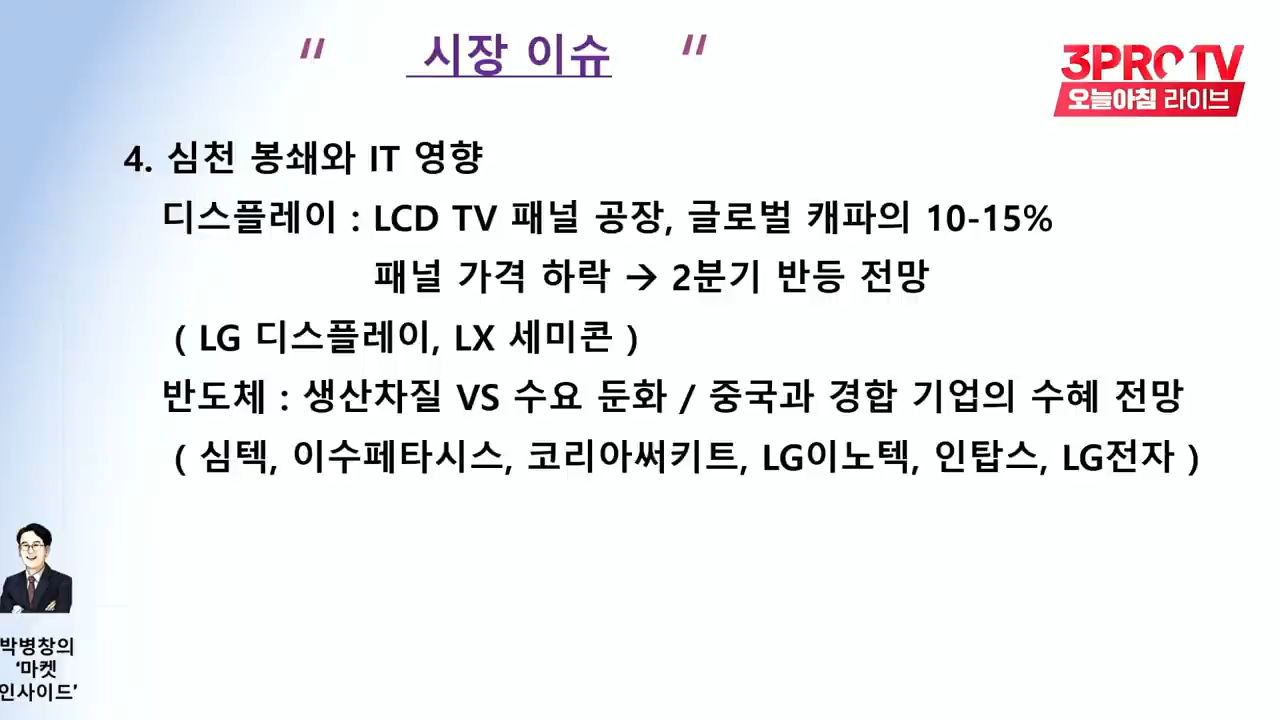 " 시장 이슈 "
3PRO TV
오늘아침 라이브
4. 심천 봉쇄와 IT 영향
디스플레이 : LCD TV 패널 공장, 글로벌 캐파의 10-15%
패널 가격 하락 → 2분기 반등 전망
( LG 디스플레이, LX 세미콘 )
반도체 : 생산차질 VS 수요 둔화 / 중국과 경합 기업의 수혜 전망
( 심텍, 이수페타시스, 코리아써키트, LG이노텍, 인탑스, LG전자 )
박병창의
‘마켓
인사이드’